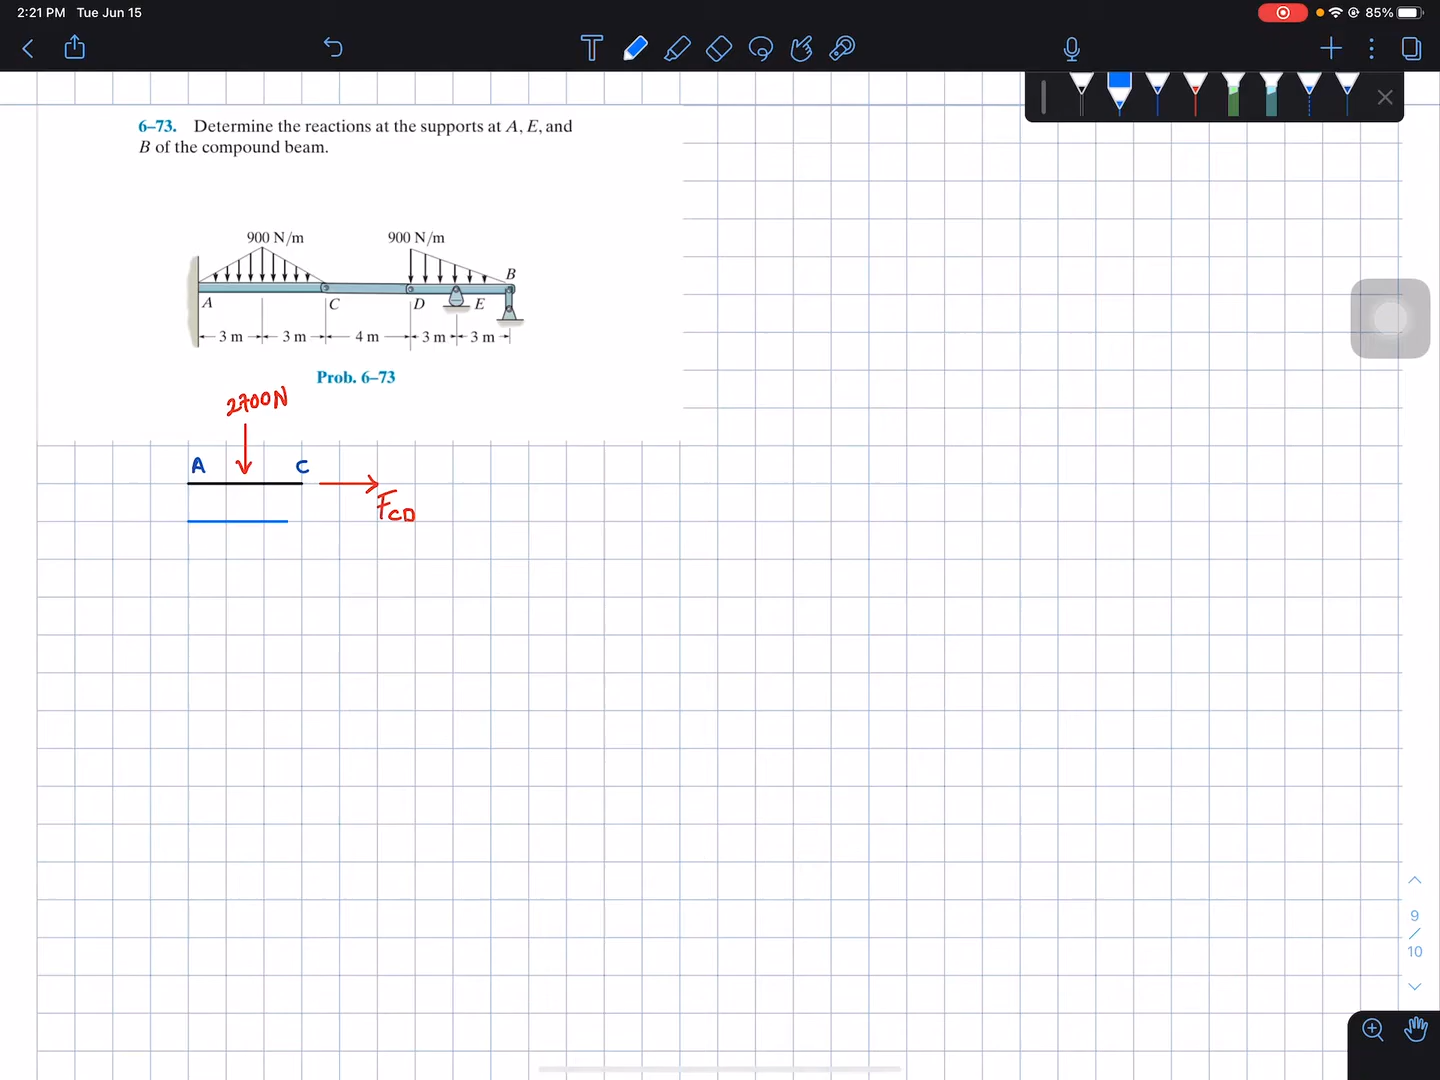 2:21 PM Tue Jun 15
85%
6–73. Determine the reactions at the supports at A, E, and
B of the compound beam.
900 N/m 900 N/m
B
A C D E
3 m 3 m 4 m 3 m 3 m
Prob. 6–73
2700N
A C
FCD
9
/
10